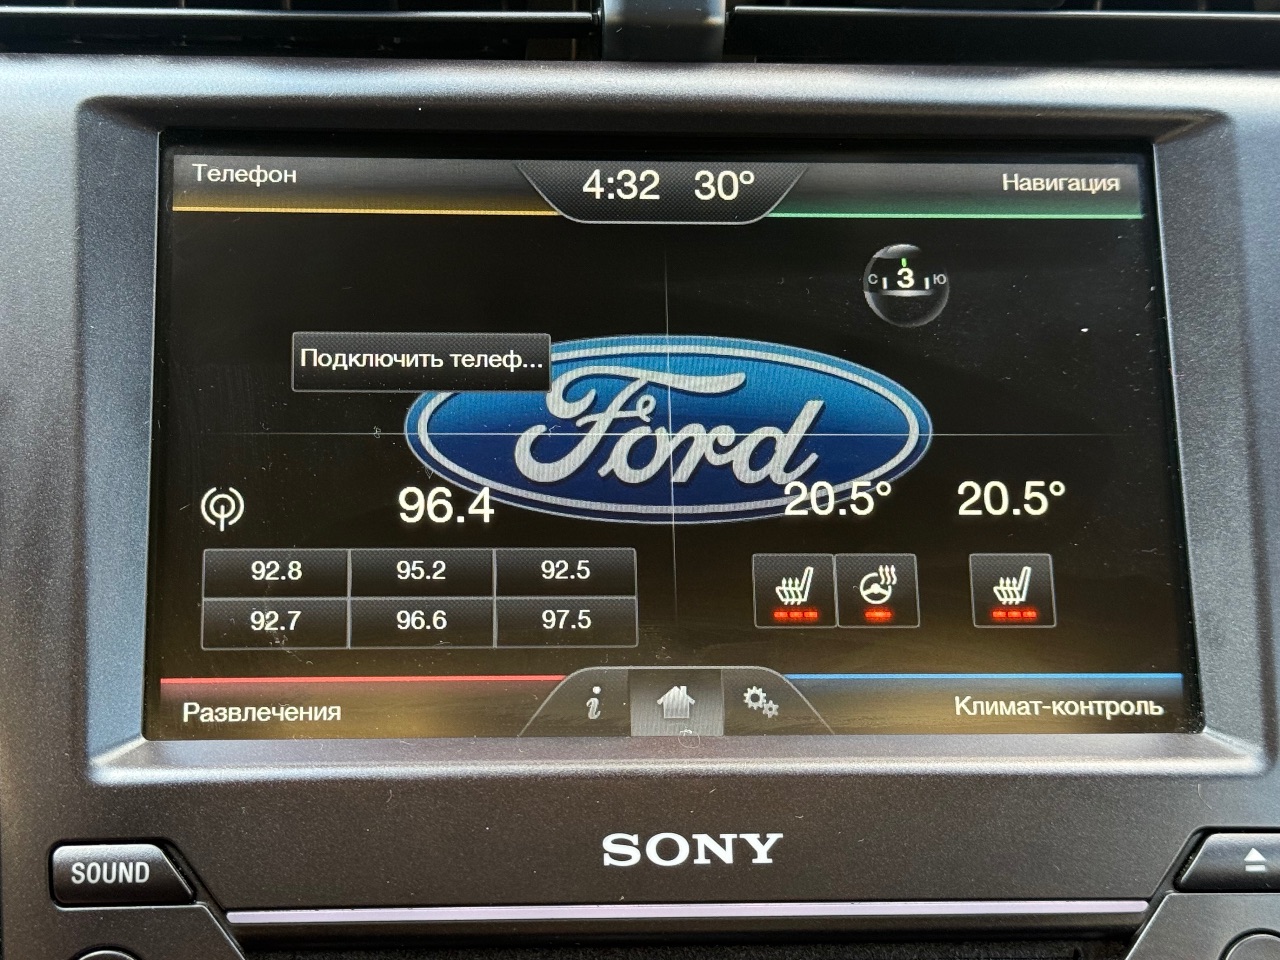 Телефон
4:32 30°
Навигация
С З Ю
Подключить телеф...
Ford
96.4
20.5° 20.5°
92.8 95.2 92.5
92.7 96.6 97.5
Развлечения
i
Климат-контроль
SONY
SOUND